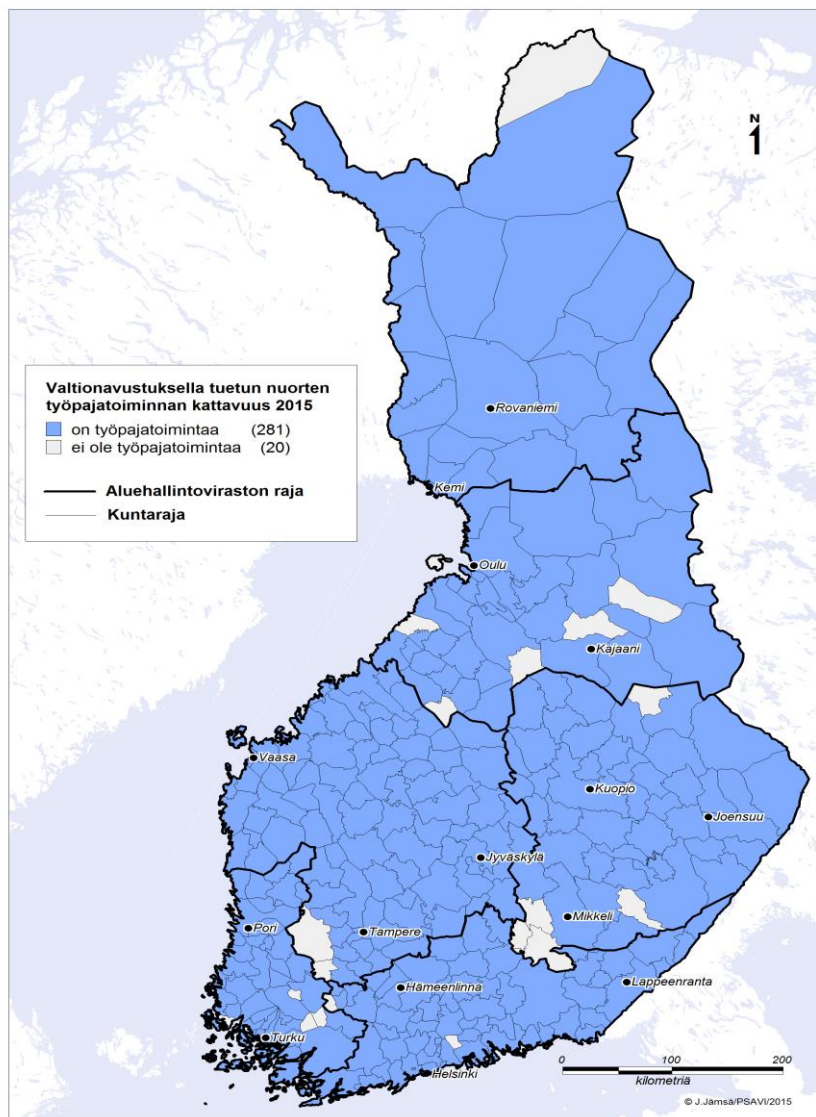 N
Valtionavustuksella tuetun nuorten
työpajatoiminnan kattavuus 2015
on työpajatoimintaa (281)
ei ole työpajatoimintaa (20)
Aluehallintoviraston raja
Kuntaraja
Rovaniemi
Kemi
Oulu
Kajaani
Vaasa
Kuopio
Joensuu
Jyväskylä
Mikkeli
Pori
Tampere
Lappeenranta
Hämeenlinna
Turku
Helsinki
0 100 200
kilometriä
© J.Jämsä/PSAVI/2015